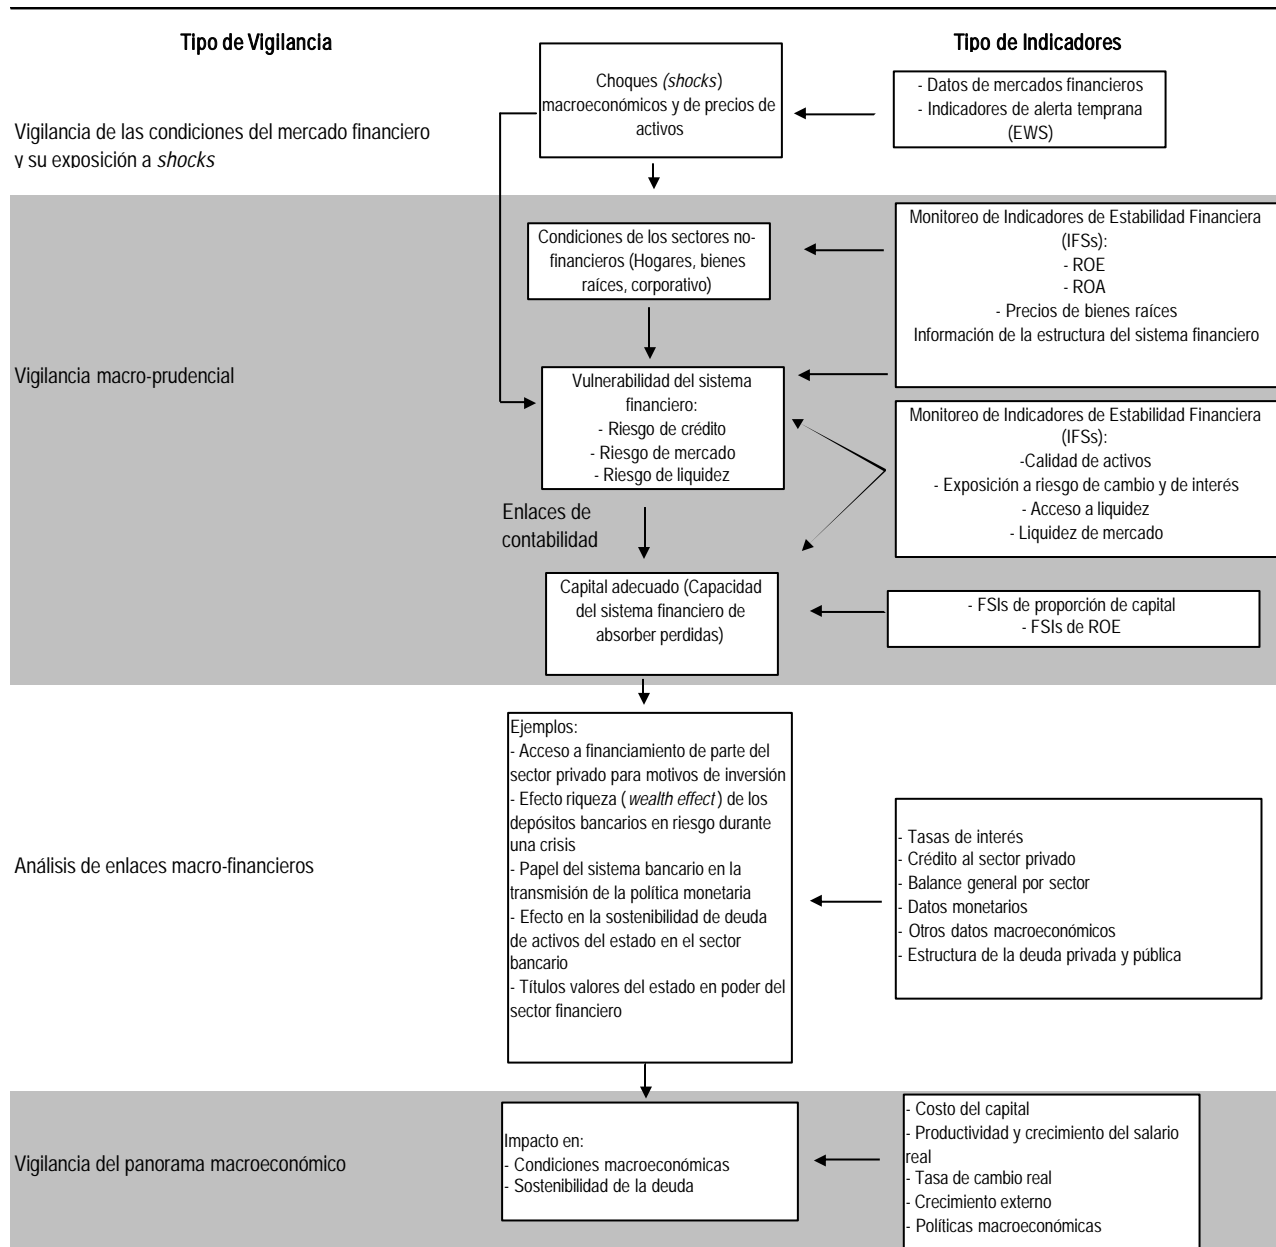 Tipo de Vigilancia
Tipo de Indicadores
Choques (shocks)
macroeconómicos y de precios de
activos
- Datos de mercados financieros
- Indicadores de alerta temprana
(EWS)
Vigilancia de las condiciones del mercado financiero
y su exposición a shocks
Condiciones de los sectores no-
financieros (Hogares, bienes
raíces, corporativo)
Monitoreo de Indicadores de Estabilidad Financiera
(IFSs):
- ROE
- ROA
- Precios de bienes raíces
Información de la estructura del sistema financiero
Vigilancia macro-prudencial
Vulnerabilidad del sistema
financiero:
- Riesgo de crédito
- Riesgo de mercado
- Riesgo de liquidez
Monitoreo de Indicadores de Estabilidad Financiera
(IFSs):
-Calidad de activos
- Exposición a riesgo de cambio y de interés
- Acceso a liquidez
- Liquidez de mercado
Enlaces de
contabilidad
Capital adecuado (Capacidad
del sistema financiero de
absorber perdidas)
- FSIs de proporción de capital
- FSIs de ROE
Ejemplos:
- Acceso a financiamiento de parte del
sector privado para motivos de inversión
- Efecto riqueza (wealth effect) de los
depósitos bancarios en riesgo durante
una crisis
- Papel del sistema bancario en la
transmisión de la política monetaria
- Efecto en la sostenibilidad de deuda
de activos del estado en el sector
bancario
- Títulos valores del estado en poder del
sector financiero
Análisis de enlaces macro-financieros
- Tasas de interés
- Crédito al sector privado
- Balance general por sector
- Datos monetarios
- Otros datos macroeconómicos
- Estructura de la deuda privada y pública
Vigilancia del panorama macroeconómico
Impacto en:
- Condiciones macroeconómicas
- Sostenibilidad de la deuda
- Costo del capital
- Productividad y crecimiento del salario
real
- Tasa de cambio real
- Crecimiento externo
- Políticas macroeconómicas